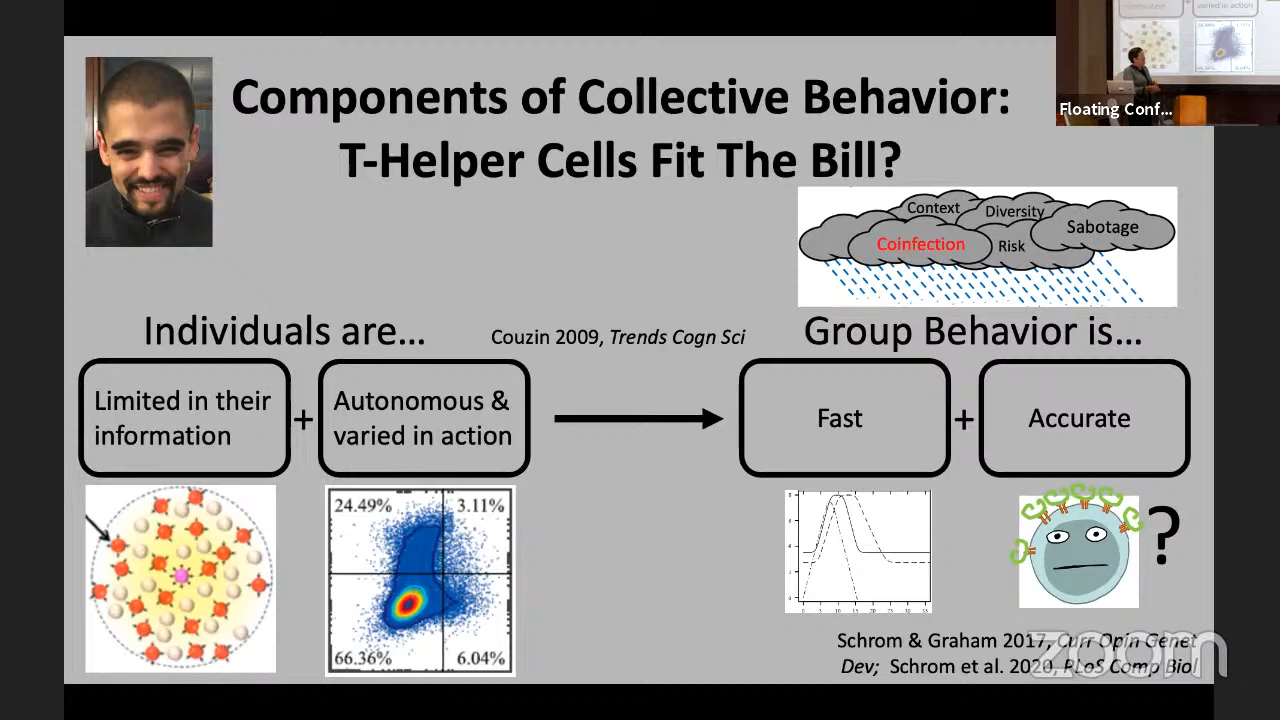 Components of Collective Behavior:
T-Helper Cells Fit The Bill?
Floating Conf...
varied in action
Context
Diversity
Sabotage
Coinfection
Risk
Individuals are...
Couzin 2009, Trends Cogn Sci
Group Behavior is...
Limited in their
information
+
Autonomous &
varied in action
Fast
+
Accurate
24.49%
3.11%
66.36%
6.04%
?
Schrom & Graham 2017, Curr Opin Genet
Dev; Schrom et al. 2020, PLoS Comp Biol
zoom